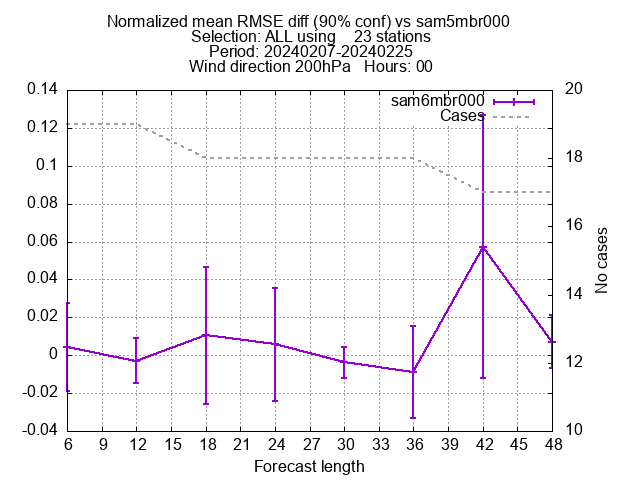 Normalized mean RMSE diff (90% conf) vs sam5mbr000
Selection: ALL using    23 stations
Period: 20240207-20240225
Wind direction 200hPa   Hours: 00
sam6mbr000
Cases
0.14
0.12
0.1
0.08
0.06
0.04
0.02
0
-0.02
-0.04
20
18
16
14
12
10
No cases
6 9 12 15 18 21 24 27 30 33 36 39 42 45 48
Forecast length